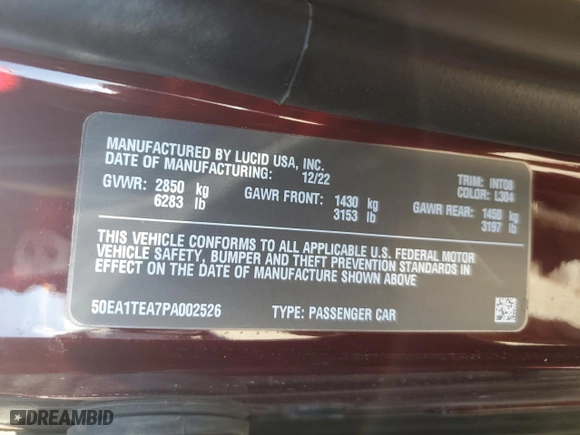 MANUFACTURED BY LUCID USA, INC.
DATE OF MANUFACTURING: 12/22 TRIM: INT08
COLOR: L304
GVWR: 2850 kg GAWR FRONT: 1430 kg GAWR REAR: 1450 kg
6283 lb 3153 lb 3197 lb
THIS VEHICLE CONFORMS TO ALL APPLICABLE U.S. FEDERAL MOTOR
VEHICLE SAFETY, BUMPER AND THEFT PREVENTION STANDARDS IN
EFFECT ON THE DATE OF MANUFACTURE SHOWN ABOVE
50EA1TEA7PA002526 TYPE: PASSENGER CAR
DREAMBID